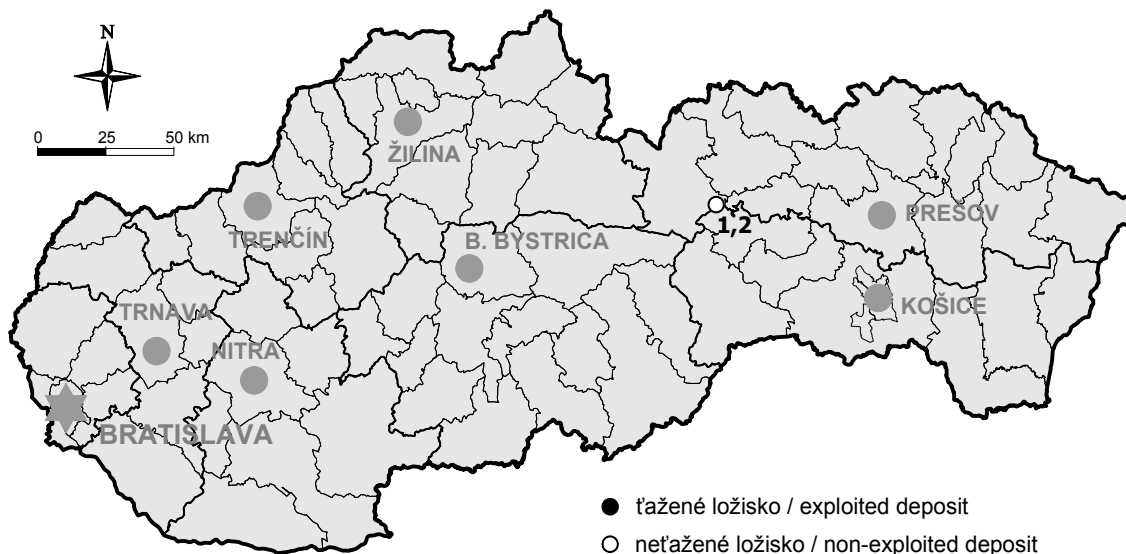 N
0 25 50 km
ŽILINA
TRENČÍN
B. BYSTRICA
1,2
PREŠOV
TRNAVA
NITRA
KOŠICE
BRATISLAVA
ťažené ložisko / exploited deposit
neťažené ložisko / non-exploited deposit